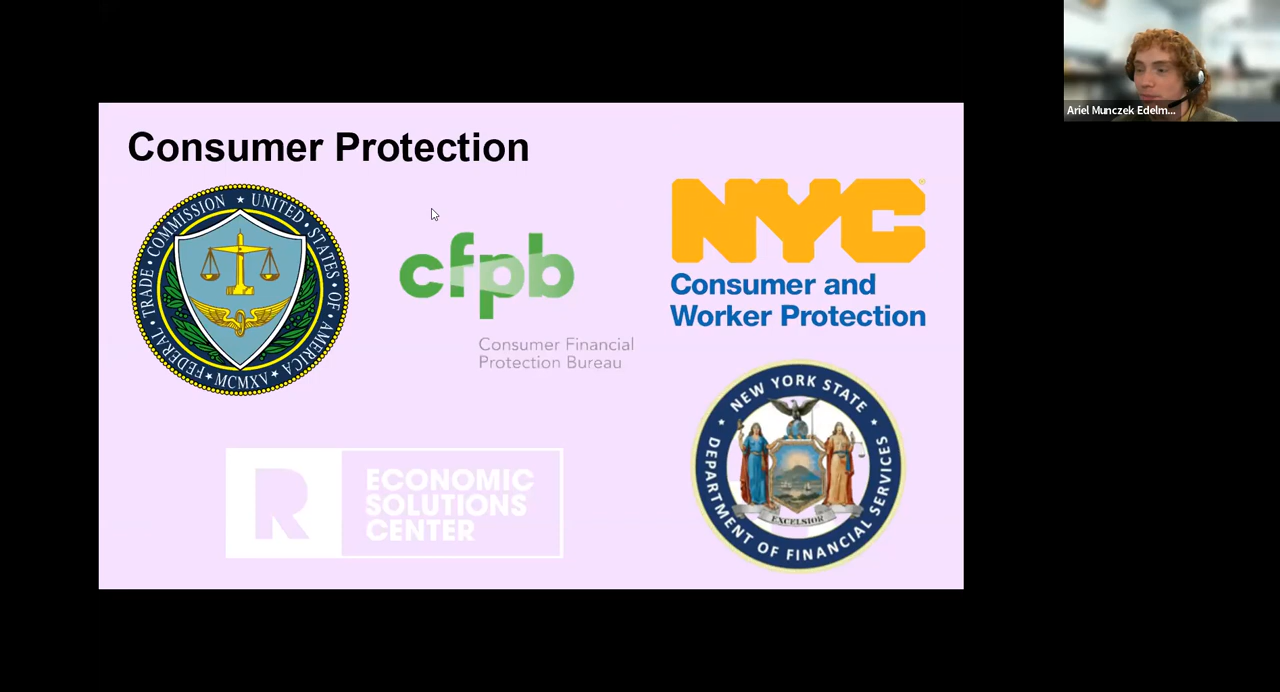 Consumer Protection
FEDERAL TRADE COMMISSION ★ UNITED STATES OF AMERICA ★ MCMXV ★
cfpb
Consumer Financial
Protection Bureau
NYC®
Consumer and
Worker Protection
R
ECONOMIC
SOLUTIONS
CENTER
NEW YORK STATE
DEPARTMENT OF FINANCIAL SERVICES
EXCELSIOR
Ariel Munczek Edelm...